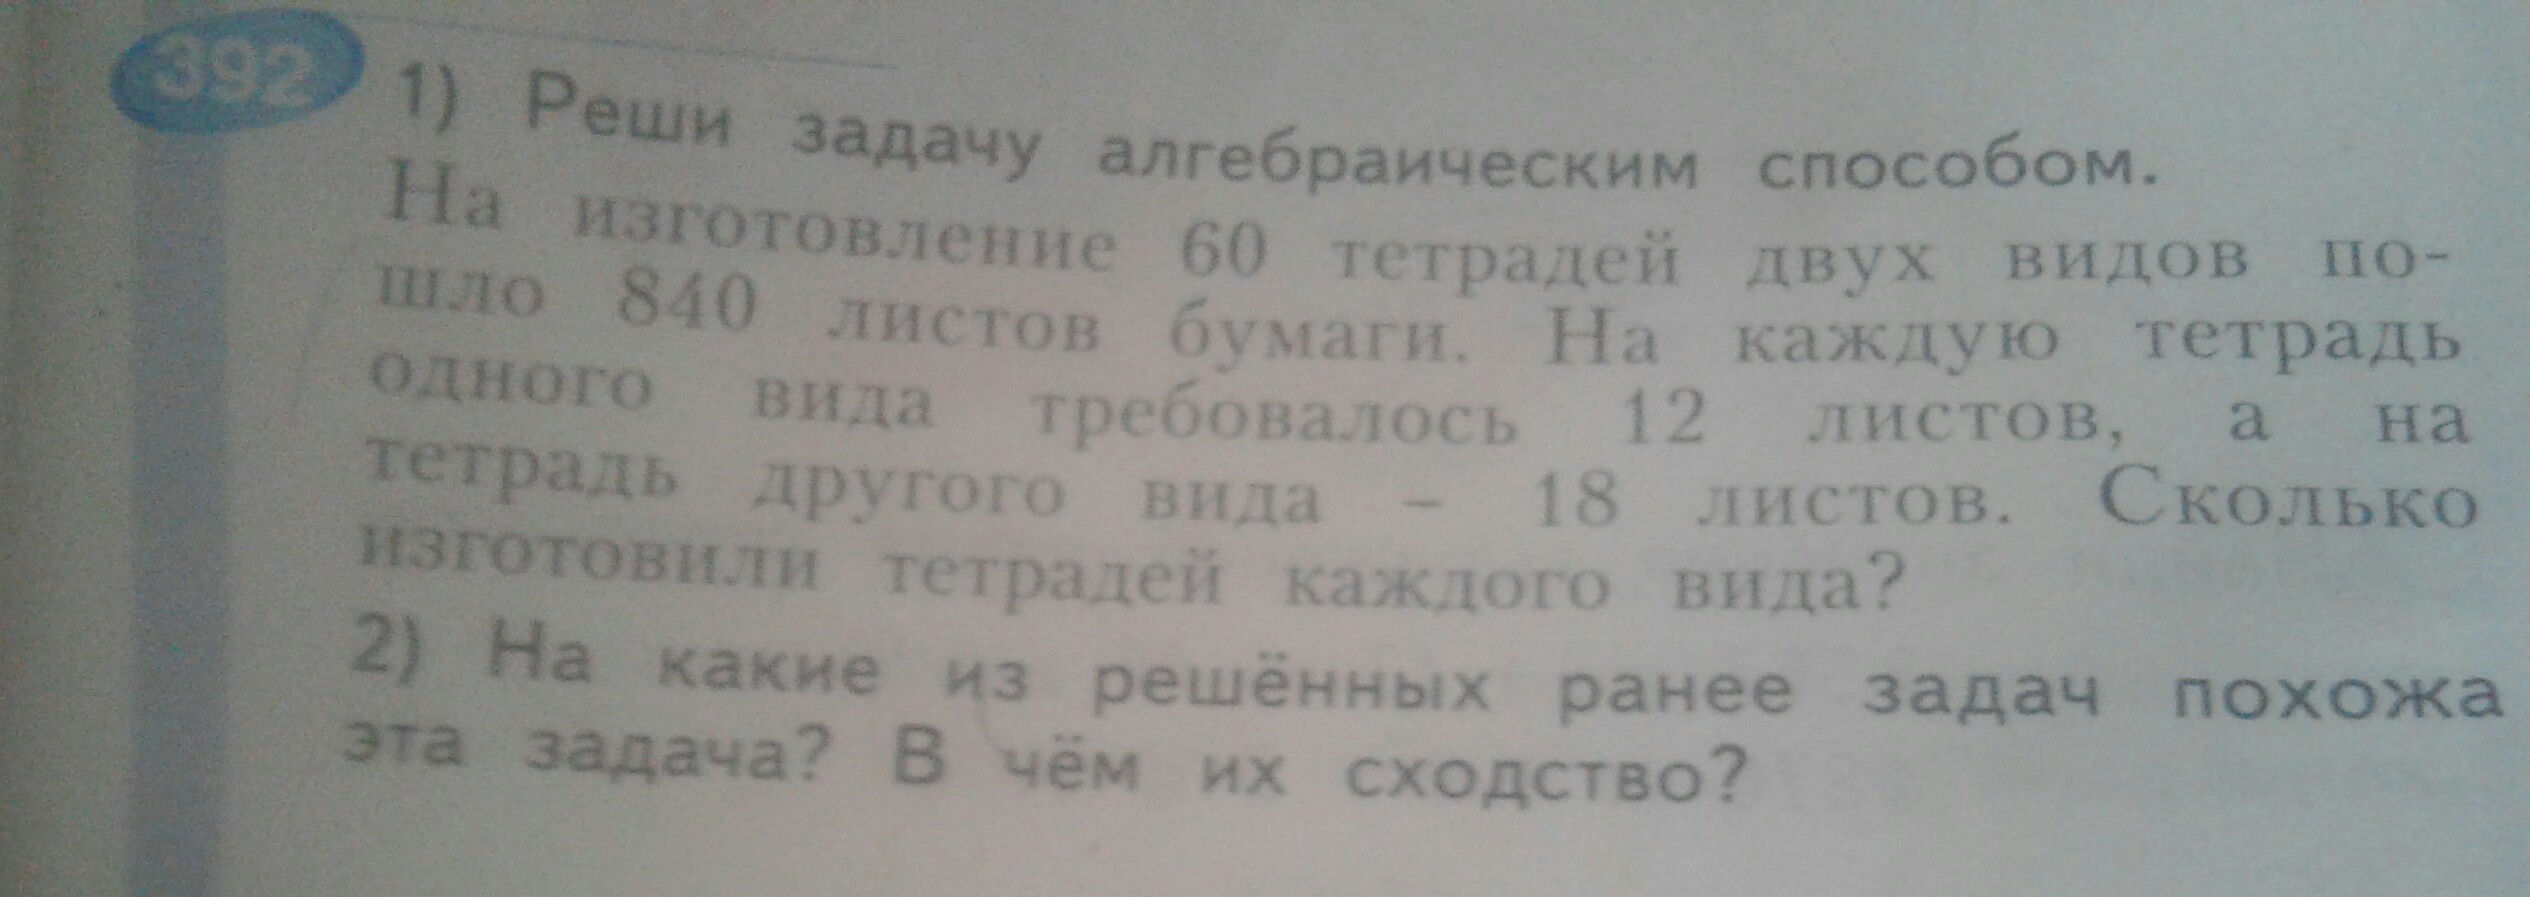 392
1) Реши задачу алгебраическим способом.
На изготовление 60 тетрадей двух видов по-
шло 840 листов бумаги. На каждую тетрадь
одного вида требовалось 12 листов, а на
тетрадь другого вида – 18 листов. Сколько
изготовили тетрадей каждого вида?
2) На какие из решённых ранее задач похожа
эта задача? В чём их сходство?